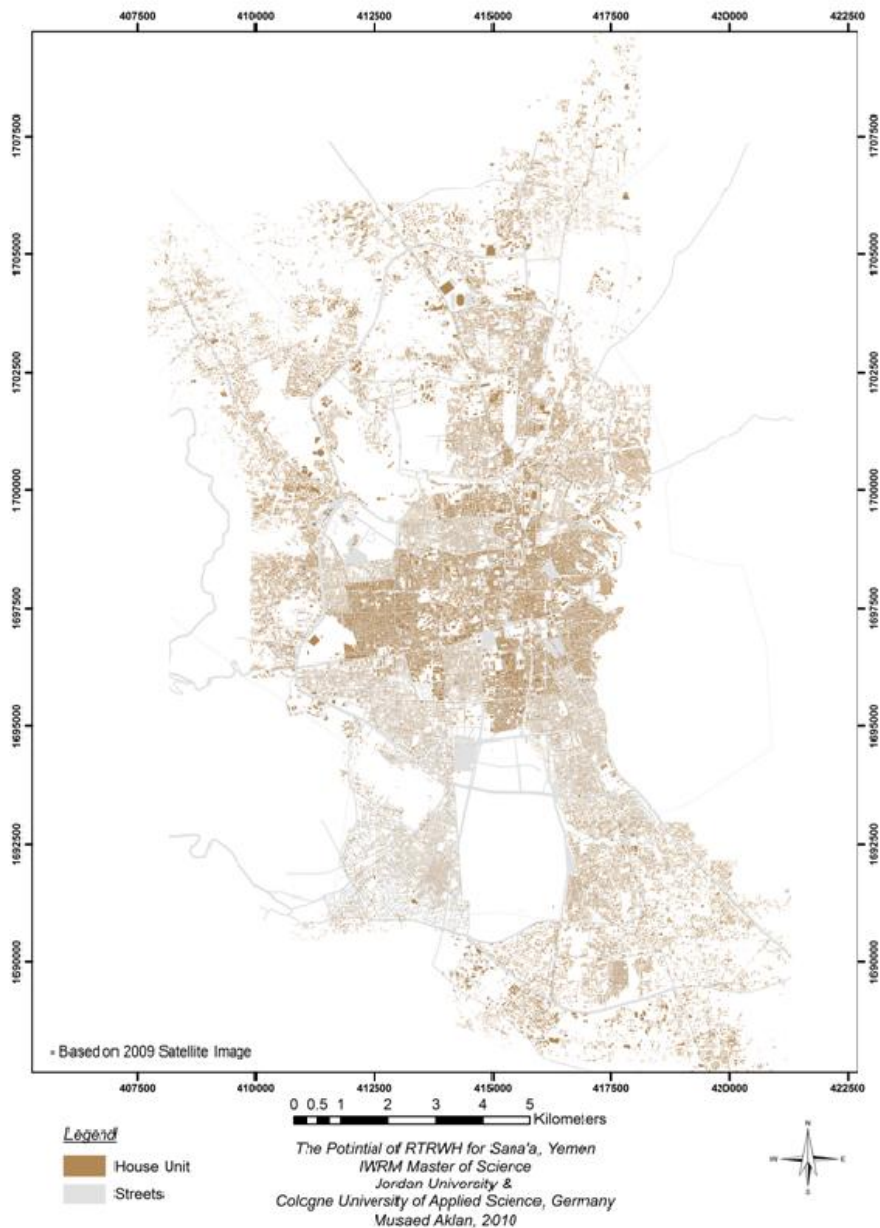 407500 410000 412500 415000 417500 420000 422500
1707500 1707500
1705000 1705000
1702500 1702500
1700000 1700000
1697500 1697500
1695000 1695000
1692500 1692500
1690000 1690000
Based on 2009 Satellite Image
407500 410000 412500 415000 417500 420000 422500
0 0.5 1 2 3 4 5
Kilometers
Legend
House Unit
Streets
The Potintial of RTRWH for Sana'a, Yemen
IWRM Master of Science
Jordan University &
Cologne University of Applied Science, Germany
Musaed Aklan, 2010
N
W E
S